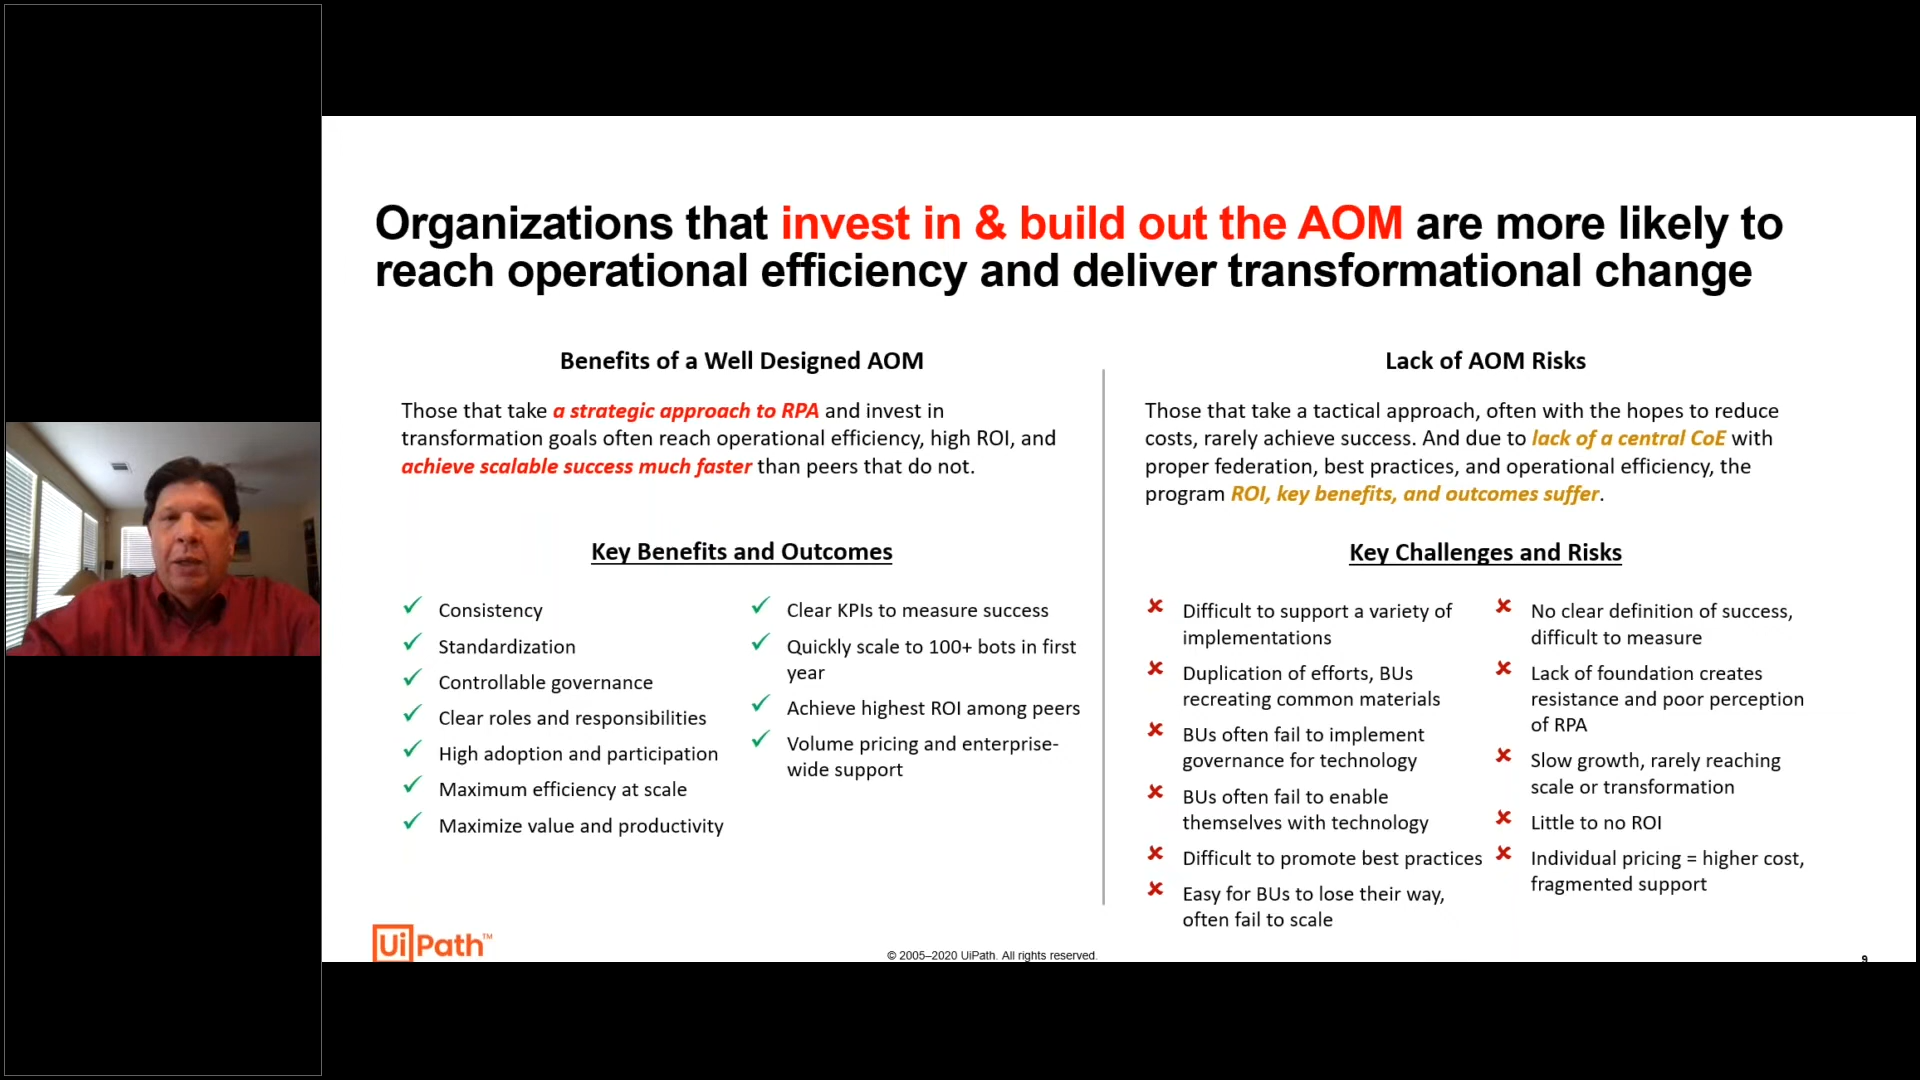 Organizations that invest in & build out the AOM are more likely to
reach operational efficiency and deliver transformational change
Benefits of a Well Designed AOM
Those that take a strategic approach to RPA and invest in
transformation goals often reach operational efficiency, high ROI, and
achieve scalable success much faster than peers that do not.
Key Benefits and Outcomes
Consistency
Standardization
Controllable governance
Clear roles and responsibilities
High adoption and participation
Maximum efficiency at scale
Maximize value and productivity
Clear KPIs to measure success
Quickly scale to 100+ bots in first
year
Achieve highest ROI among peers
Volume pricing and enterprise-
wide support
Lack of AOM Risks
Those that take a tactical approach, often with the hopes to reduce
costs, rarely achieve success. And due to lack of a central CoE with
proper federation, best practices, and operational efficiency, the
program ROI, key benefits, and outcomes suffer.
Key Challenges and Risks
Difficult to support a variety of
implementations
Duplication of efforts, BUs
recreating common materials
BUs often fail to implement
governance for technology
BUs often fail to enable
themselves with technology
Difficult to promote best practices
Easy for BUs to lose their way,
often fail to scale
No clear definition of success,
difficult to measure
Lack of foundation creates
resistance and poor perception
of RPA
Slow growth, rarely reaching
scale or transformation
Little to no ROI
Individual pricing = higher cost,
fragmented support
UiPath™
© 2005–2020 UiPath. All rights reserved.
9